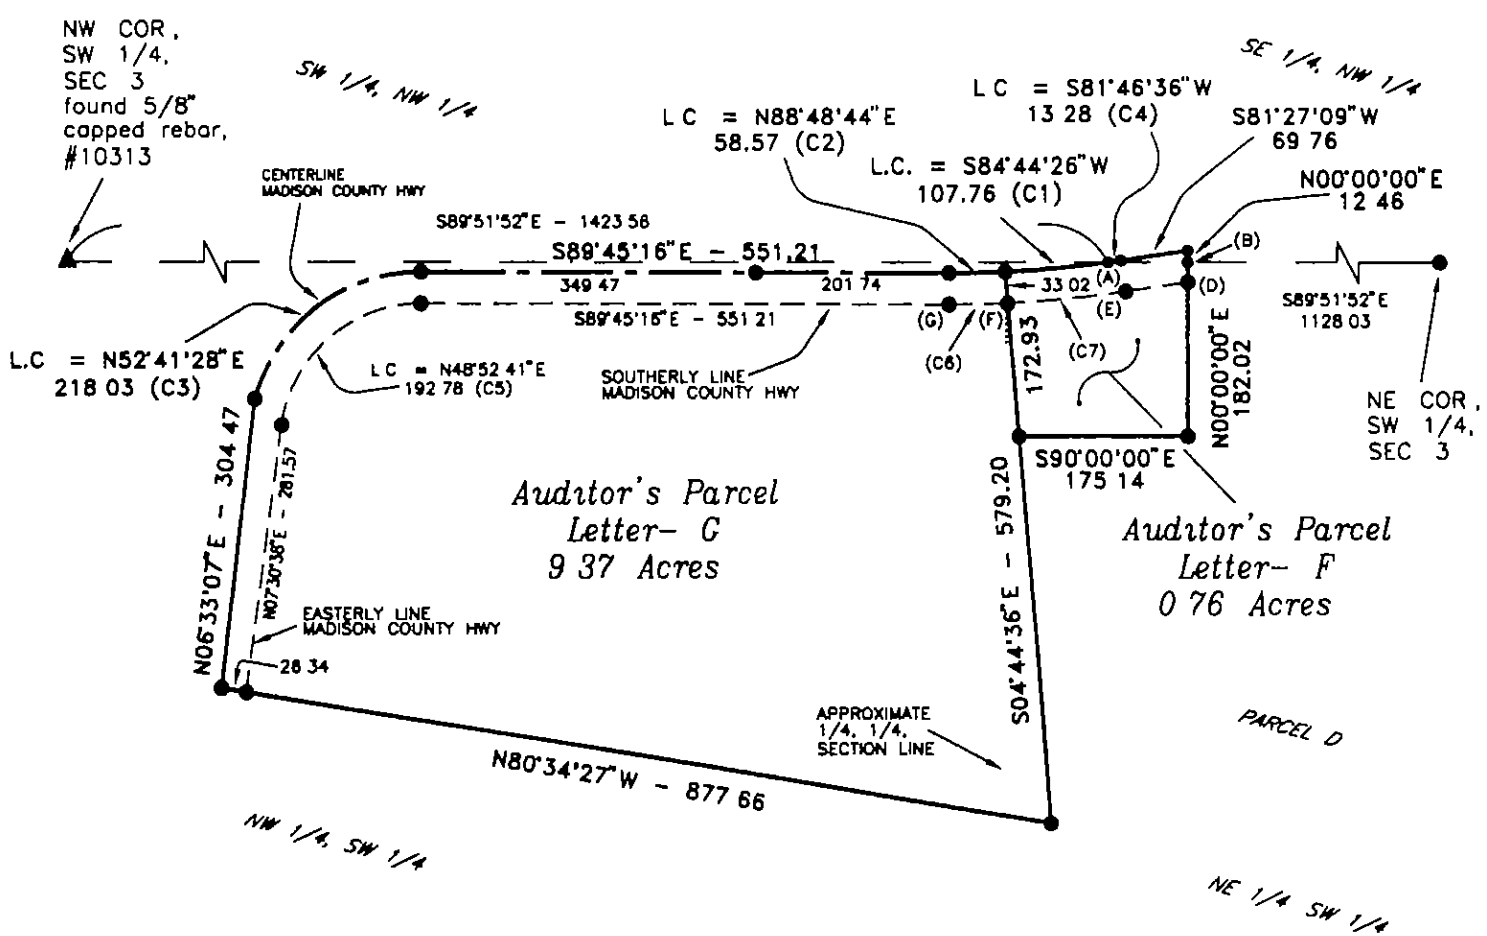 NW COR,
SW 1/4,
SEC 3
found 5/8"
capped rebar,
#10313
SW 1/4, NW 1/4
SE 1/4, NW 1/4
L C = N88°48'44"E
58.57 (C2)
L C = S81°46'36"W
13 28 (C4)
S81°27'09"W
69 76
L.C. = S84°44'26"W
107.76 (C1)
N00°00'00"E
12 46
CENTERLINE
MADISON COUNTY HWY
S89°51'52"E - 1423 56
S89°45'16"E - 551.21
349 47
201 74
33 02
(A)
(B)
(D)
(E)
(F)
(G)
S89°51'52"E
1128 03
S89°45'16"E - 551 21
(C6)
(C7)
L.C = N52°41'28"E
218 03 (C3)
L C = N48°52 41"E
192 78 (C5)
SOUTHERLY LINE
MADISON COUNTY HWY
172.93
N00°00'00"E
182.02
NE COR,
SW 1/4,
SEC 3
S90°00'00"E
175 14
N06°33'07"E - 304 47
N07°30'38"E - 281.57
Auditor's Parcel
Letter- G
9 37 Acres
S04°44'36"E - 579.20
Auditor's Parcel
Letter- F
0 76 Acres
EASTERLY LINE
MADISON COUNTY HWY
28 34
APPROXIMATE
1/4, 1/4,
SECTION LINE
PARCEL D
N80°34'27"W - 877 66
NW 1/4, SW 1/4
NE 1/4 SW 1/4